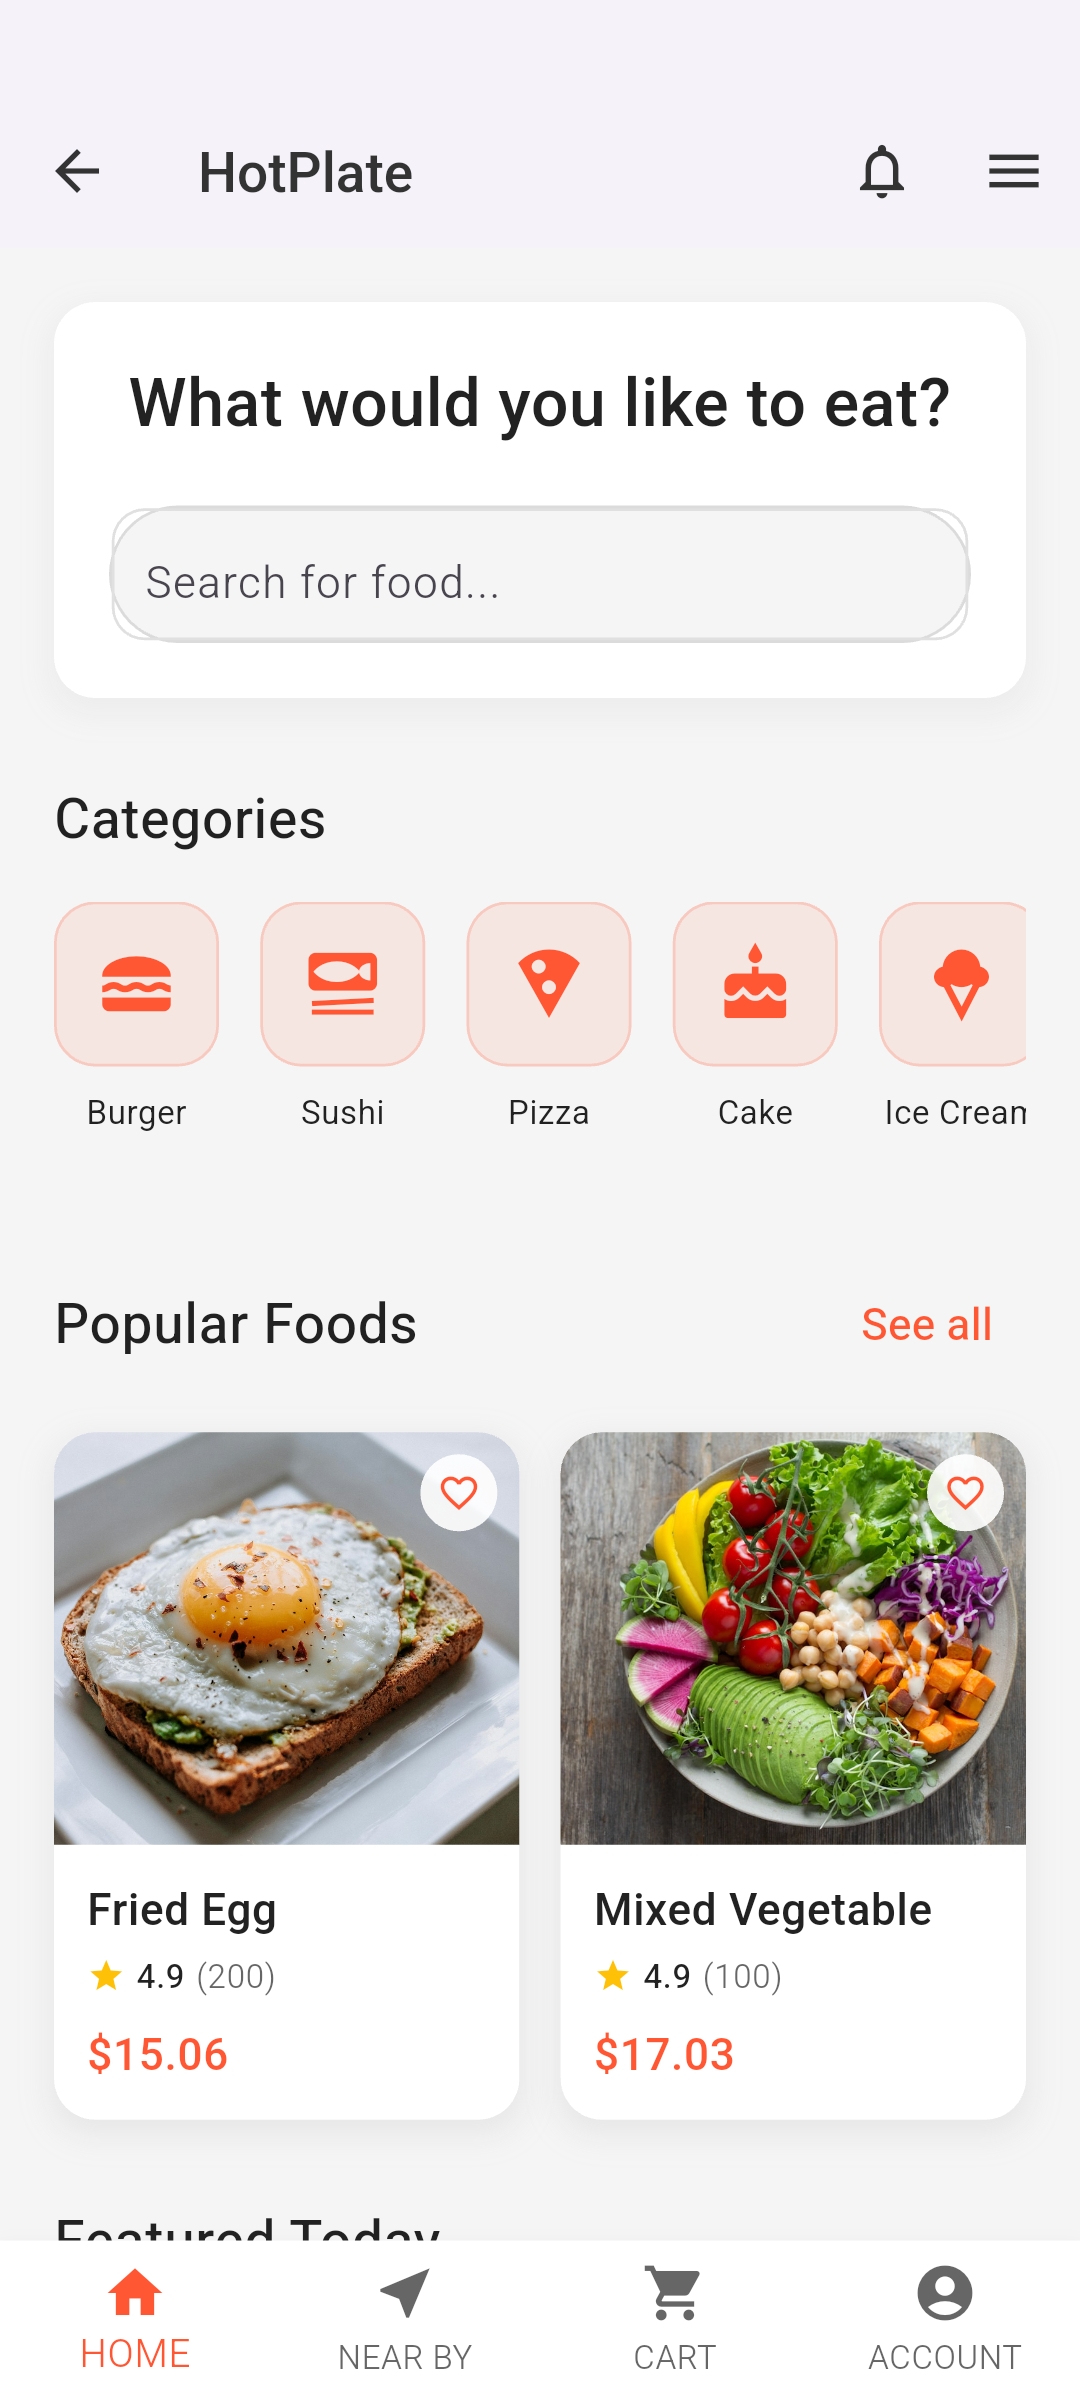 HotPlate
What would you like to eat?
Search for food...
Categories
Burger Sushi Pizza Cake Ice Cream
Popular Foods See all
Fried Egg Mixed Vegetable
4.9 (200) 4.9 (100)
$15.06 $17.03
Featured Today
HOME NEAR BY CART ACCOUNT